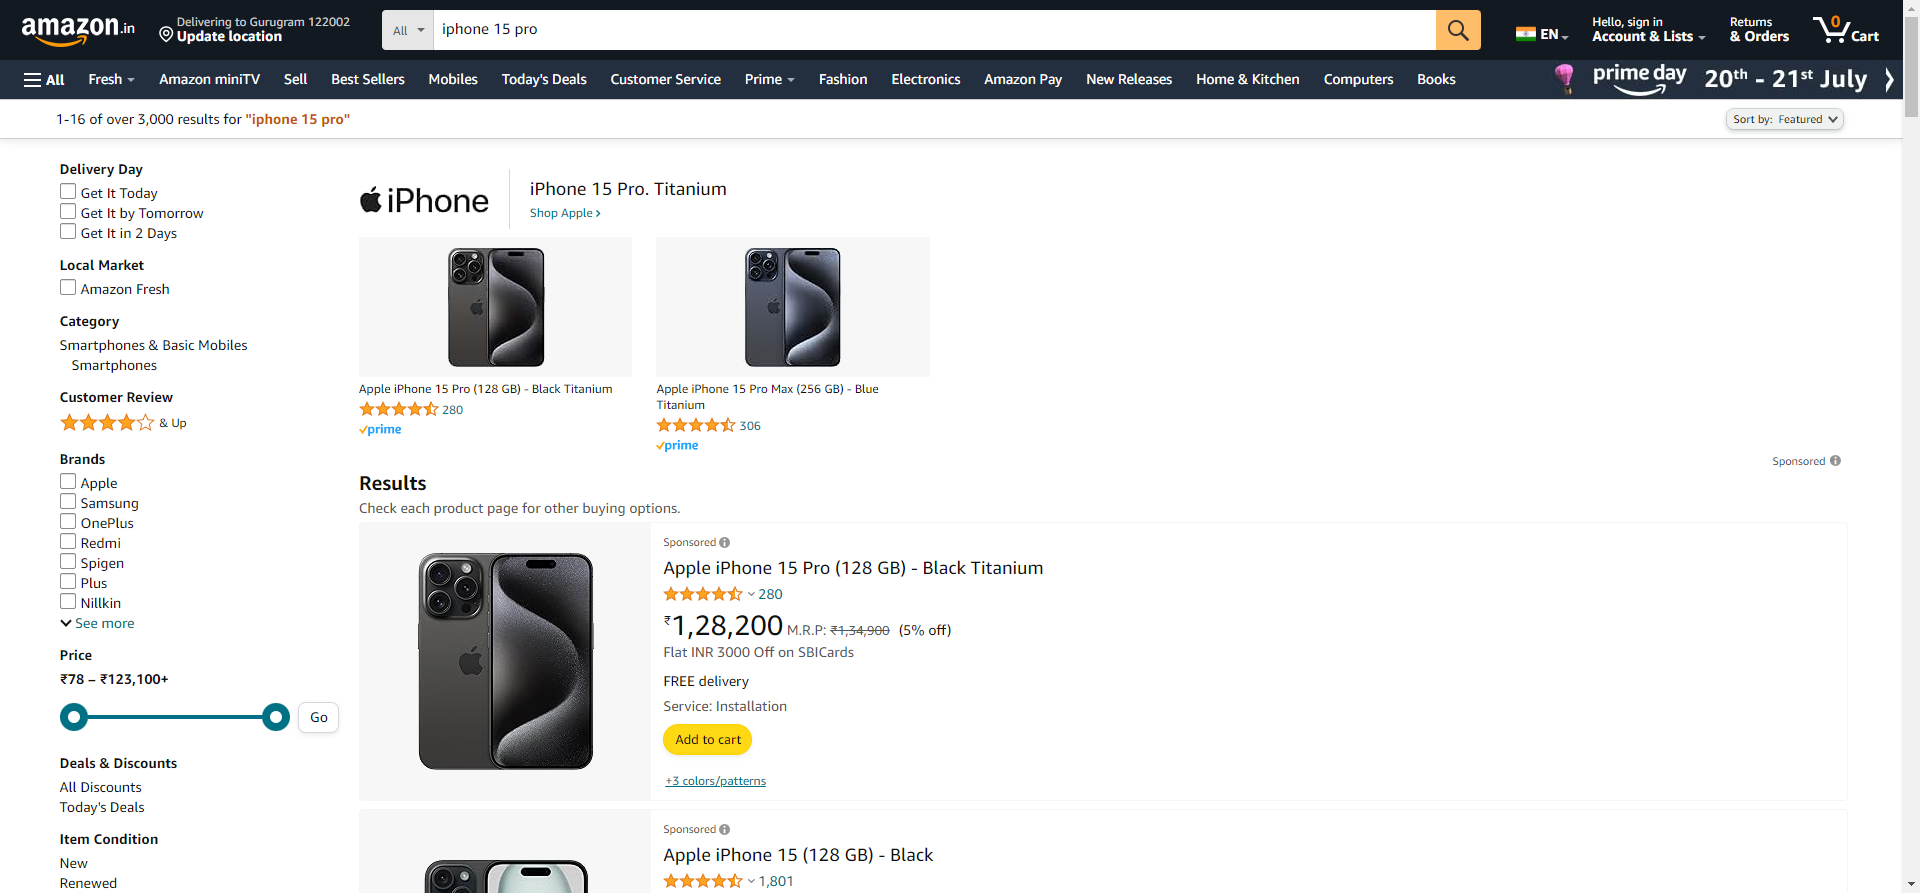 amazon.in
Delivering to Gurugram 122002
Update location
All
iphone 15 pro
EN
Hello, sign in
Account & Lists
Returns
& Orders
0
Cart
All
Fresh
Amazon miniTV
Sell
Best Sellers
Mobiles
Today's Deals
Customer Service
Prime
Fashion
Electronics
Amazon Pay
New Releases
Home & Kitchen
Computers
Books
prime day
20th - 21st July
1-16 of over 3,000 results for "iphone 15 pro"
Sort by: Featured
Delivery Day
Get It Today
Get It by Tomorrow
Get It in 2 Days
Local Market
Amazon Fresh
Category
Smartphones & Basic Mobiles
Smartphones
Customer Review
& Up
Brands
Apple
Samsung
OnePlus
Redmi
Spigen
Plus
Nillkin
See more
Price
₹78 – ₹123,100+
Go
Deals & Discounts
All Discounts
Today's Deals
Item Condition
New
Renewed
iPhone
iPhone 15 Pro. Titanium
Shop Apple ›
Apple iPhone 15 Pro (128 GB) - Black Titanium
280
prime
Apple iPhone 15 Pro Max (256 GB) - Blue
Titanium
306
prime
Sponsored
Results
Check each product page for other buying options.
Sponsored
Apple iPhone 15 Pro (128 GB) - Black Titanium
280
₹1,28,200 M.R.P: ₹1,34,900 (5% off)
Flat INR 3000 Off on SBICards
FREE delivery
Service: Installation
Add to cart
+3 colors/patterns
Sponsored
Apple iPhone 15 (128 GB) - Black
1,801